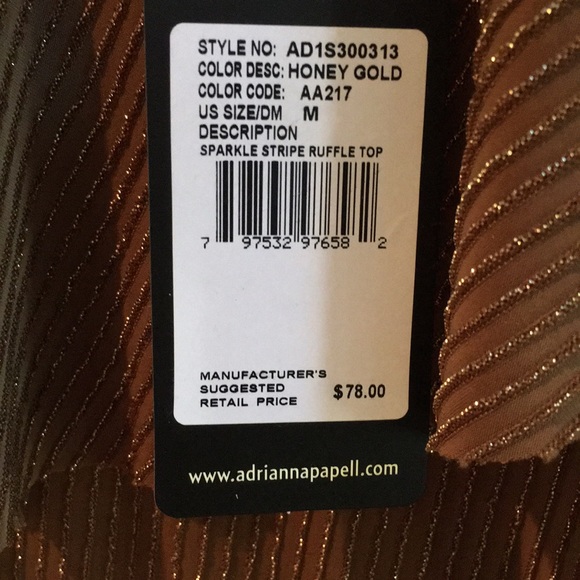 STYLE NO: AD1S300313
COLOR DESC: HONEY GOLD
COLOR CODE: AA217
US SIZE/DM M
DESCRIPTION
SPARKLE STRIPE RUFFLE TOP
7 97532 97658 2
MANUFACTURER'S
SUGGESTED
RETAIL PRICE $78.00
www.adriannapapell.com